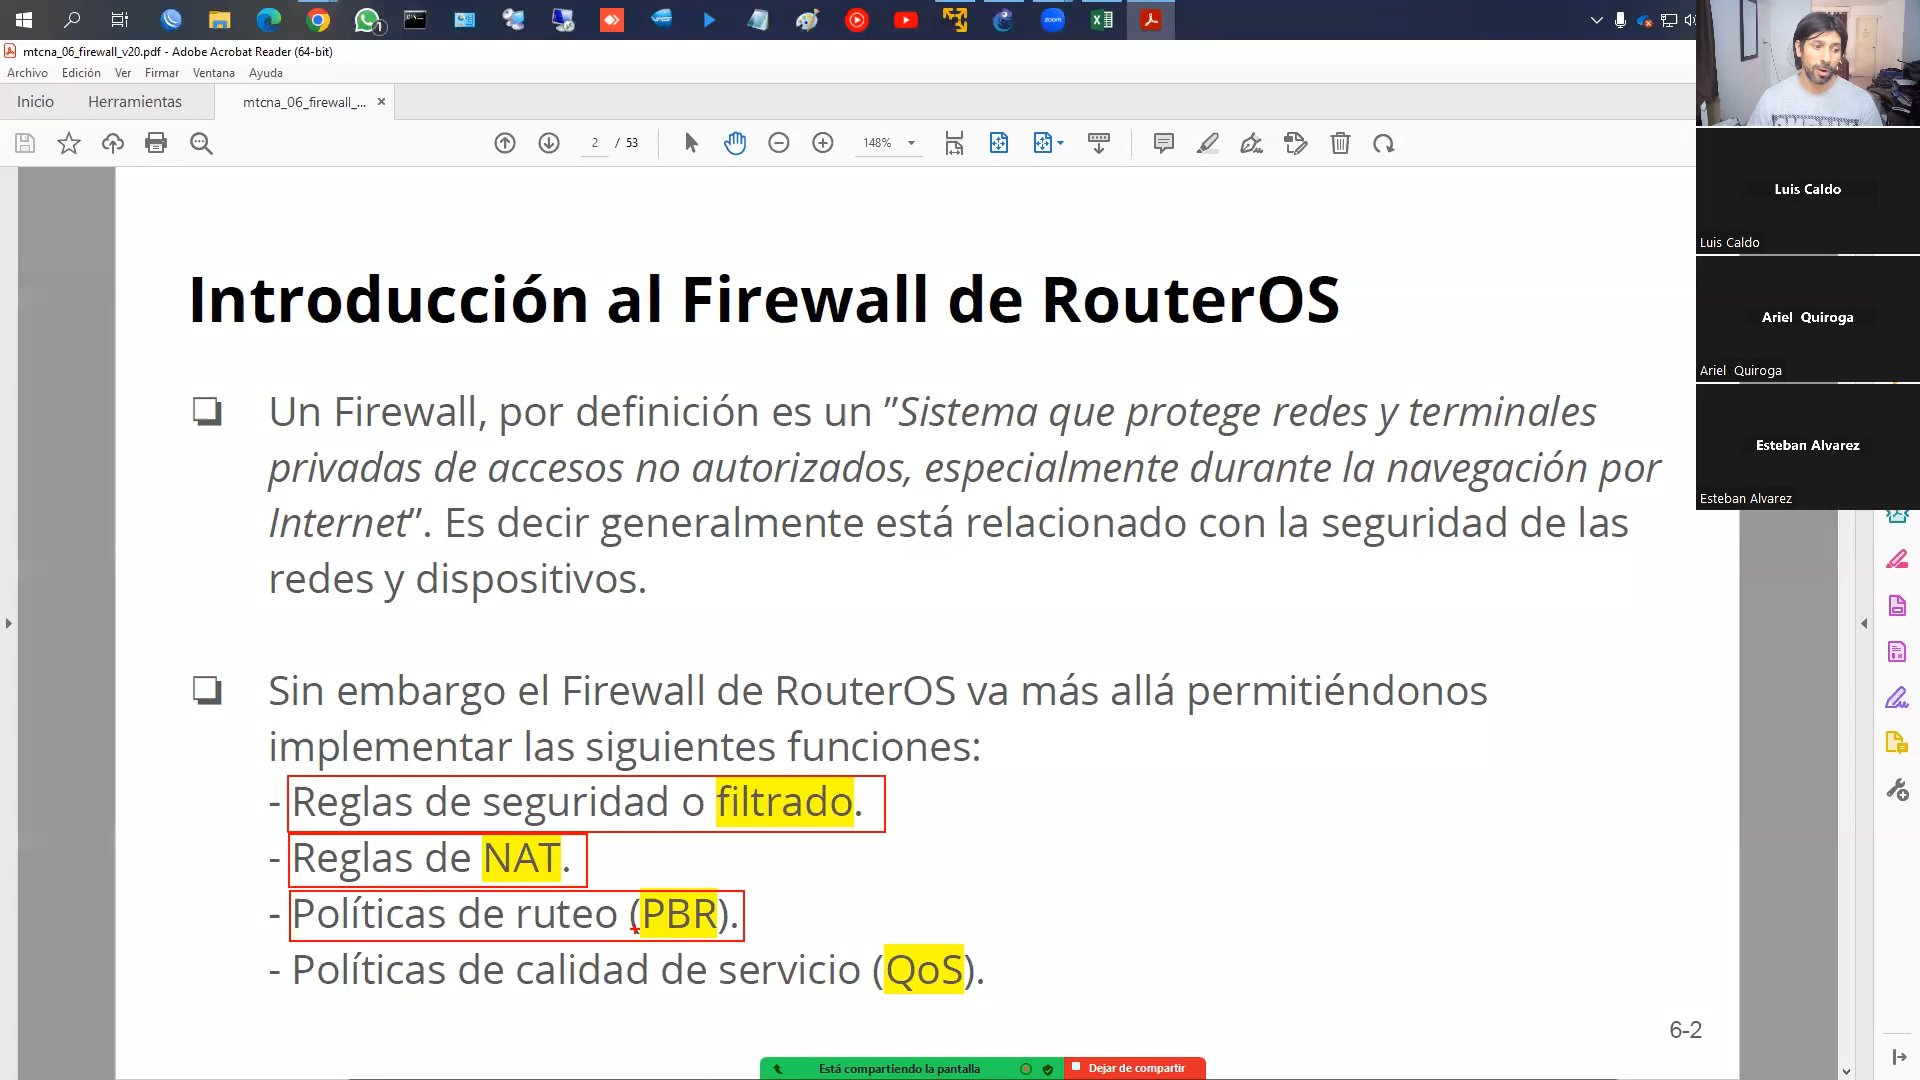 mtcna_06_firewall_v20.pdf - Adobe Acrobat Reader (64-bit)
Archivo Edición Ver Firmar Ventana Ayuda
Inicio Herramientas mtcna_06_firewall_... ×
2 / 53 148%
Introducción al Firewall de RouterOS
❏ Un Firewall, por definición es un ”Sistema que protege redes y terminales
privadas de accesos no autorizados, especialmente durante la navegación por
Internet”. Es decir generalmente está relacionado con la seguridad de las
redes y dispositivos.
❏ Sin embargo el Firewall de RouterOS va más allá permitiéndonos
implementar las siguientes funciones:
- Reglas de seguridad o filtrado.
- Reglas de NAT.
- Políticas de ruteo (PBR).
- Políticas de calidad de servicio (QoS).
6-2
Luis Caldo
Luis Caldo
Ariel Quiroga
Ariel Quiroga
Esteban Alvarez
Esteban Alvarez
Está compartiendo la pantalla Dejar de compartir